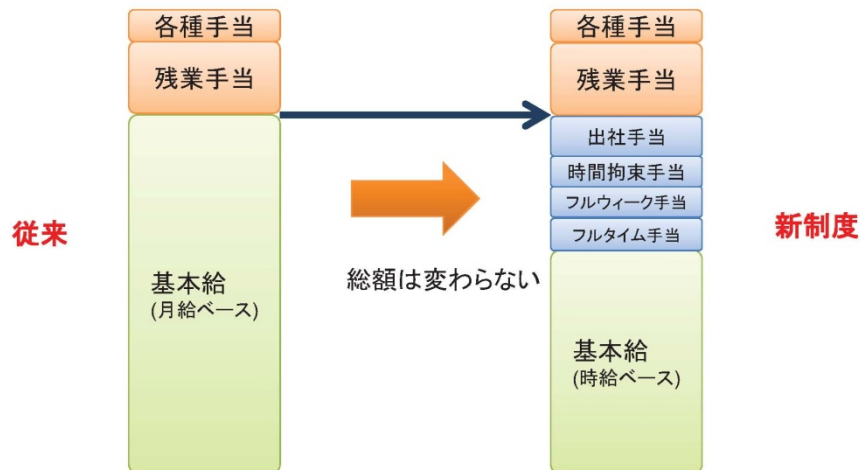 各種手当
残業手当
従来
基本給
(月給ベース)
総額は変わらない
各種手当
残業手当
出社手当
時間拘束手当
フルウィーク手当
フルタイム手当
基本給
(時給ベース)
新制度